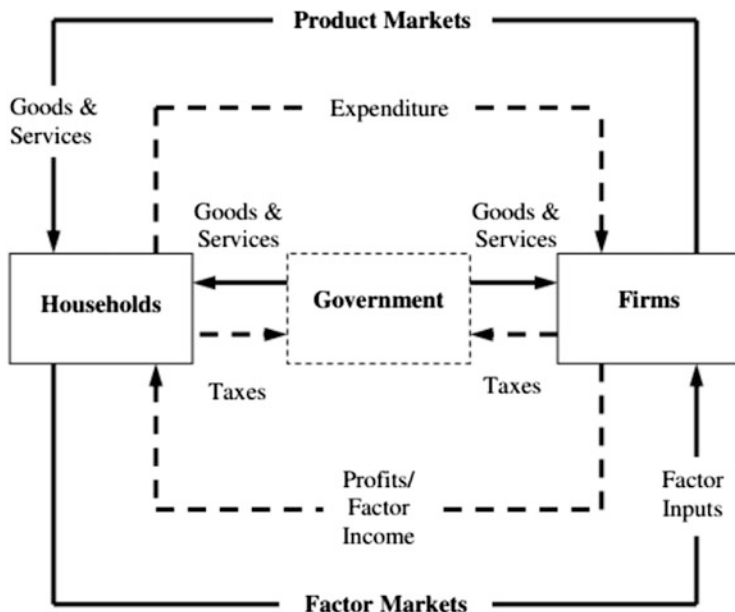 Product Markets
Goods &
Services
Expenditure
Goods &
Services
Goods &
Services
Households
Government
Firms
Taxes
Taxes
Profits/
Factor
Income
Factor
Inputs
Factor Markets